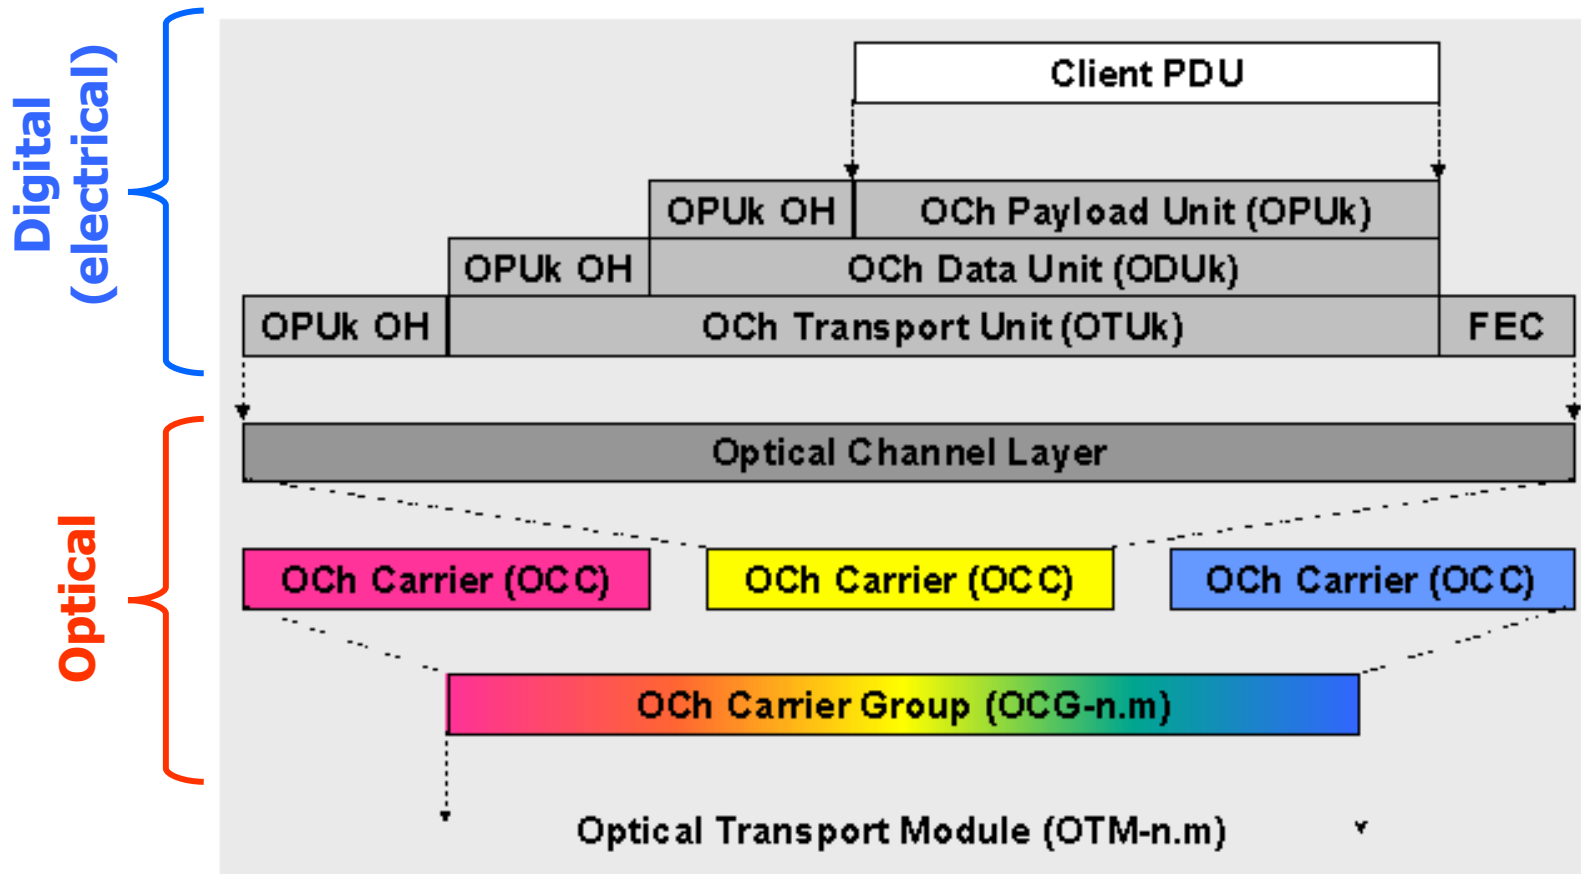 Digital
(electrical)
Client PDU
OPUk OH OCh Payload Unit (OPUk)
OPUk OH OCh Data Unit (ODUk)
OPUk OH OCh Transport Unit (OTUk) FEC
Optical
Optical Channel Layer
OCh Carrier (OCC) OCh Carrier (OCC) OCh Carrier (OCC)
OCh Carrier Group (OCG-n.m)
Optical Transport Module (OTM-n.m)